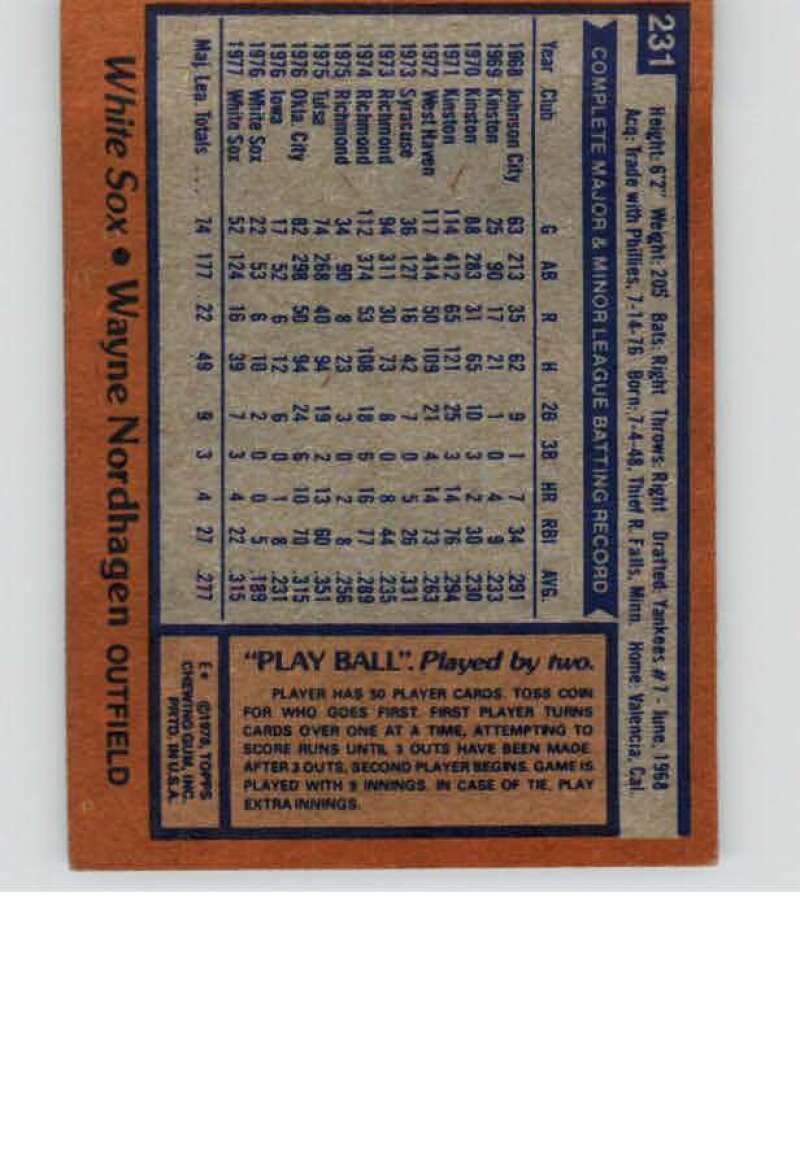 231
Height: 6'2" Weight: 205 Bats: Right Throws: Right Drafted: Yankees #7 - June, 1968
Acq: Trade with Phillies, 7-14-76 Born: 7-4-48, Thief R. Falls, Minn. Home: Valencia, Cal.
COMPLETE MAJOR & MINOR LEAGUE BATTING RECORD
Year Club G AB R H 2B 3B HR RBI AVG.
1968 Johnson City 63 213 35 62 9 1 7 34 .291
1969 Kinston 25 90 17 21 1 0 4 9 .233
1970 Kinston 88 283 31 65 10 3 2 30 .230
1971 Kinston 114 412 65 121 25 3 14 76 .294
1972 West Haven 117 414 50 109 21 4 14 73 .263
1973 Syracuse 36 127 16 42 7 0 5 26 .331
1973 Richmond 94 311 30 73 8 0 8 44 .235
1974 Richmond 112 374 53 108 18 6 16 77 .289
1975 Richmond 34 90 8 23 3 0 2 8 .256
1975 Tulsa 74 268 40 94 19 2 13 60 .351
1976 Okla. City 82 298 50 94 24 6 10 70 .315
1976 Iowa 17 52 6 12 6 0 1 8 .231
1976 White Sox 22 53 6 10 2 0 0 5 .189
1977 White Sox 52 124 16 39 7 3 4 22 .315
Maj. Lea. Totals ... 74 177 22 49 9 3 4 27 .277
"PLAY BALL". Played by two.
PLAYER HAS 50 PLAYER CARDS. TOSS COIN
FOR WHO GOES FIRST. FIRST PLAYER TURNS
CARDS OVER ONE AT A TIME, ATTEMPTING TO
SCORE RUNS UNTIL 3 OUTS HAVE BEEN MADE.
AFTER 3 OUTS, SECOND PLAYER BEGINS. GAME IS
PLAYED WITH 9 INNINGS. IN CASE OF TIE, PLAY
EXTRA INNINGS.
E* ©1978, TOPPS
CHEWING GUM, INC.
PRTD. IN U.S.A.
White Sox • Wayne Nordhagen OUTFIELD